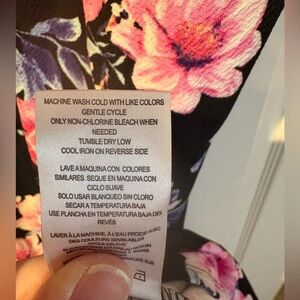 MACHINE WASH COLD WITH LIKE COLORS
GENTLE CYCLE
ONLY NON-CHLORINE BLEACH WHEN
NEEDED
TUMBLE DRY LOW
COOL IRON ON REVERSE SIDE
LAVE A MAQUINA CON COLORES
SIMILARES SEQUE EN MAQUINA CON
CICLO SUAVE
SOLO USAR BLANQUEO SIN CLORO
SECAR A TEMPERATURA BAJA
USE PLANCHA EN TEMPERATURA BAJA DEL
REVÉS
LAVER À LA MACHINE, À L'EAU FROIDE AVEC
DES COULEURS SEMBLABLES
CYCLE DÉLICAT